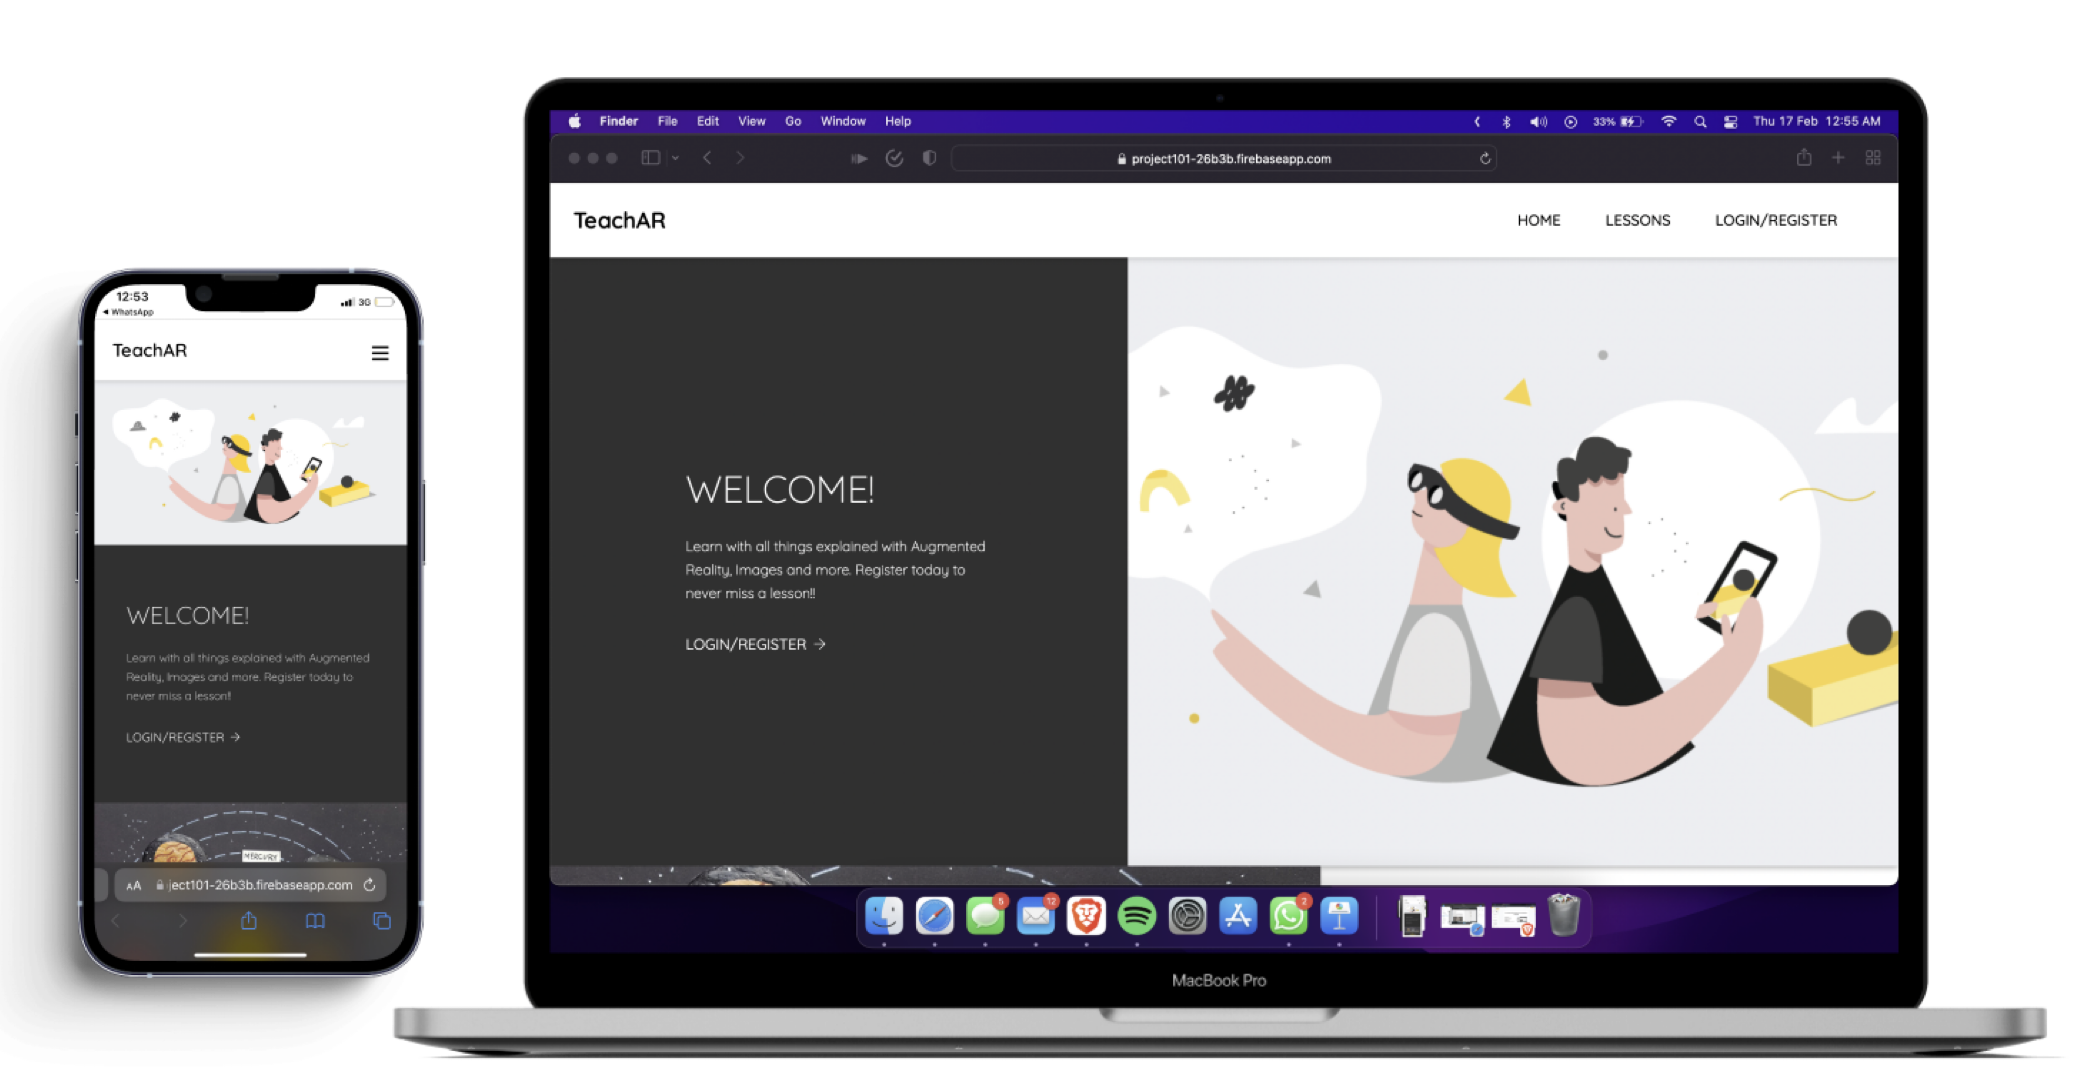 12:53
3G
◀ WhatsApp
TeachAR
WELCOME!
Learn with all things explained with Augmented
Reality, Images and more. Register today to
never miss a lesson!!
LOGIN/REGISTER →
MERCURY
AA ject101-26b3b.firebaseapp.com
Finder File Edit View Go Window Help
33% Thu 17 Feb 12:55 AM
project101-26b3b.firebaseapp.com
TeachAR
HOME LESSONS LOGIN/REGISTER
WELCOME!
Learn with all things explained with Augmented
Reality, Images and more. Register today to
never miss a lesson!!
LOGIN/REGISTER →
5 12 2
MacBook Pro